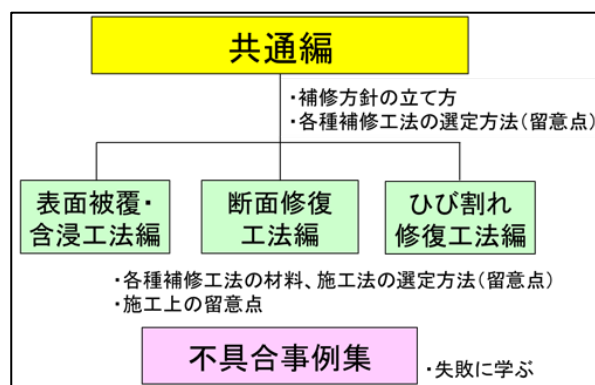 共通編
・補修方針の立て方
・各種補修工法の選定方法(留意点)
表面被覆・
含浸工法編
断面修復
工法編
ひび割れ
修復工法編
・各種補修工法の材料、施工法の選定方法(留意点)
・施工上の留意点
不具合事例集
・失敗に学ぶ